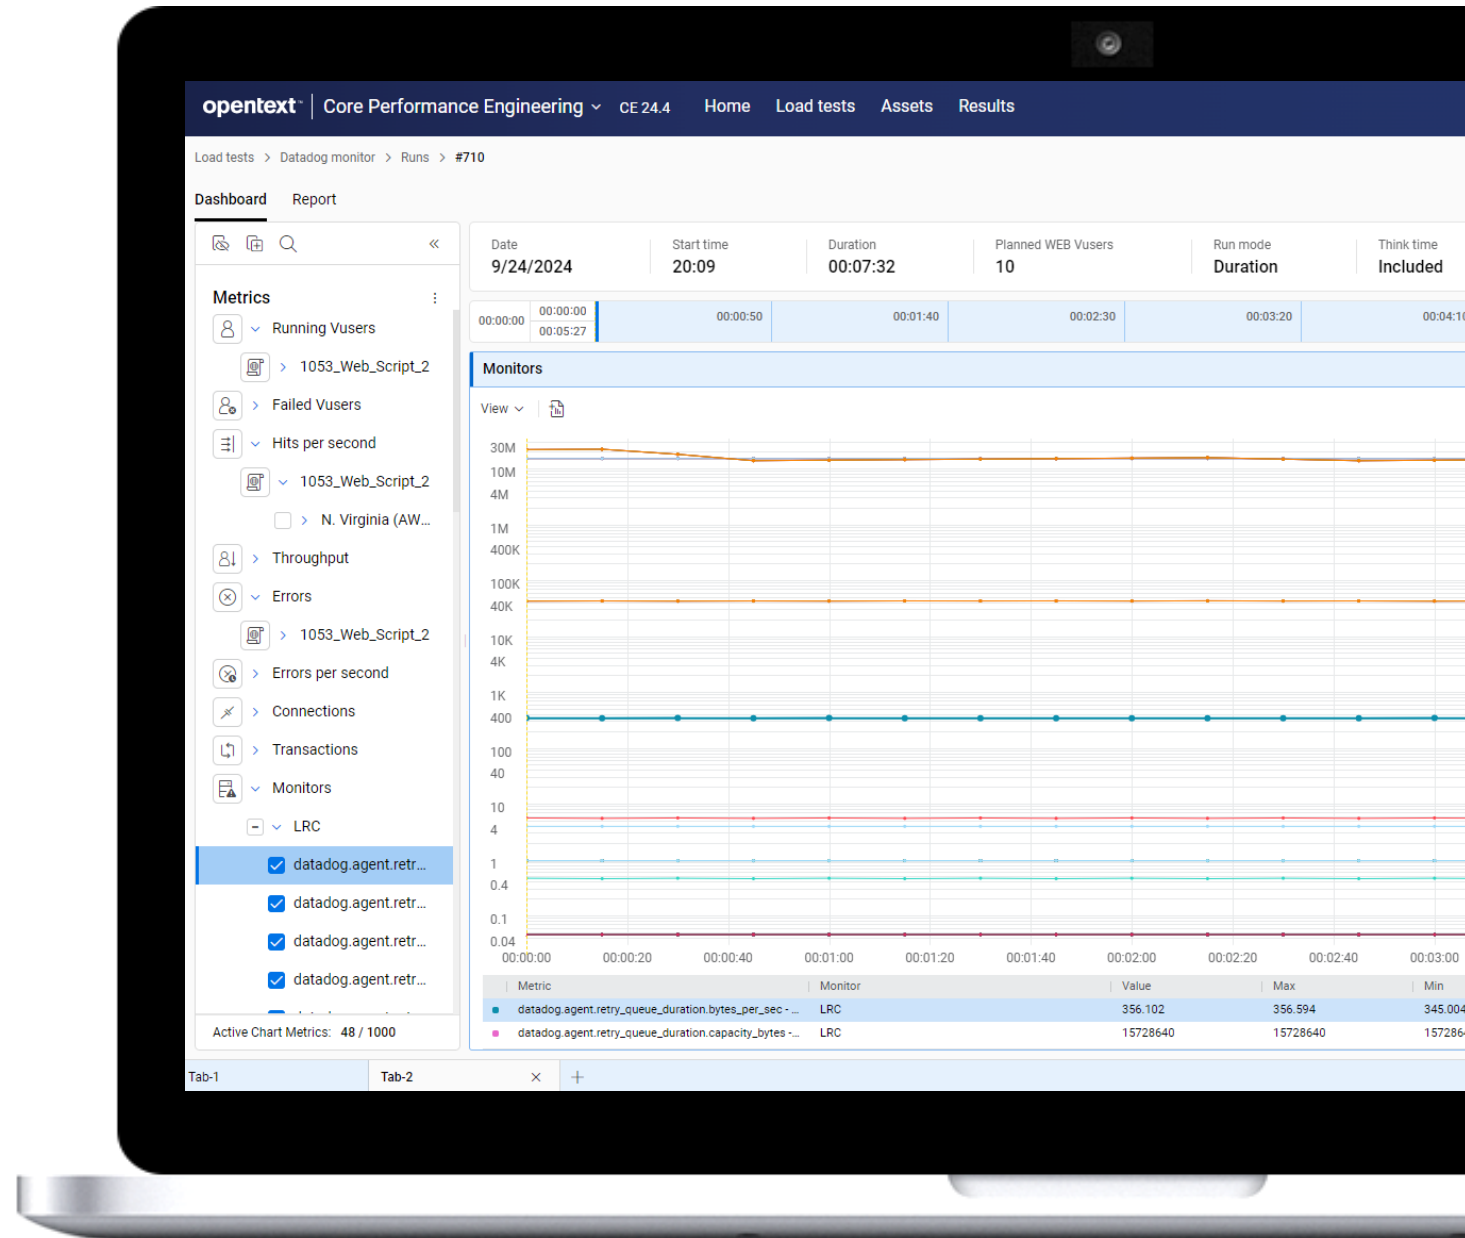 opentext™ | Core Performance Engineering CE 24.4 Home Load tests Assets Results
Load tests > Datadog monitor > Runs > #710
Dashboard Report
Metrics
Running Vusers
1053_Web_Script_2
Failed Vusers
Hits per second
1053_Web_Script_2
N. Virginia (AW...
Throughput
Errors
1053_Web_Script_2
Errors per second
Connections
Transactions
Monitors
LRC
datadog.agent.retr...
datadog.agent.retr...
datadog.agent.retr...
datadog.agent.retr...
Active Chart Metrics: 48 / 1000
Date Start time Duration Planned WEB Vusers Run mode Think time
9/24/2024 20:09 00:07:32 10 Duration Included
00:00:00 00:00:00 00:00:50 00:01:40 00:02:30 00:03:20 00:04:10
00:05:27
Monitors
View
30M
10M
4M
1M
400K
100K
40K
10K
4K
1K
400
100
40
10
4
1
0.4
0.1
0.04
00:00:00 00:00:20 00:00:40 00:01:00 00:01:20 00:01:40 00:02:00 00:02:20 00:02:40 00:03:00
Metric Monitor Value Max Min
datadog.agent.retry_queue_duration.bytes_per_sec - ... LRC 356.102 356.594 345.004
datadog.agent.retry_queue_duration.capacity_bytes -... LRC 15728640 15728640 157286
Tab-1 Tab-2